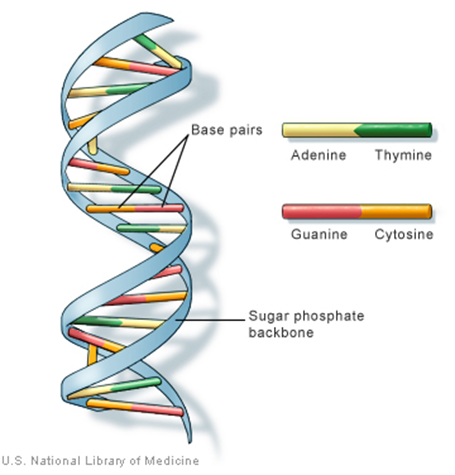 Base pairs
Adenine Thymine
Guanine Cytosine
Sugar phosphate
backbone
U.S. National Library of Medicine